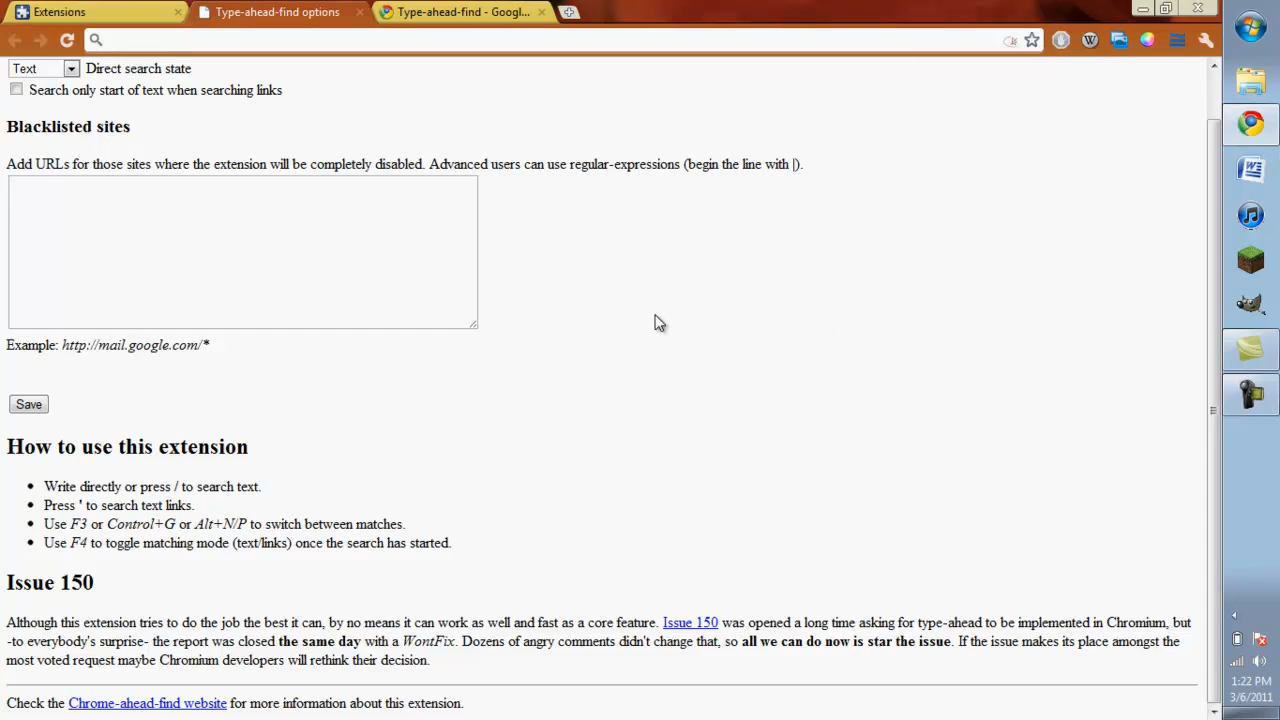 Extensions
Type-ahead-find options
Type-ahead-find - Googl...
Text Direct search state
Search only start of text when searching links
Blacklisted sites
Add URLs for those sites where the extension will be completely disabled. Advanced users can use regular-expressions (begin the line with |).
Example: http://mail.google.com/*
Save
How to use this extension
• Write directly or press / to search text.
• Press ' to search text links.
• Use F3 or Control+G or Alt+N/P to switch between matches.
• Use F4 to toggle matching mode (text/links) once the search has started.
Issue 150
Although this extension tries to do the job the best it can, by no means it can work as well and fast as a core feature. Issue 150 was opened a long time asking for type-ahead to be implemented in Chromium, but
-to everybody's surprise- the report was closed the same day with a WontFix. Dozens of angry comments didn't change that, so all we can do now is star the issue. If the issue makes its place amongst the
most voted request maybe Chromium developers will rethink their decision.
Check the Chrome-ahead-find website for more information about this extension.
W
W
1:22 PM
3/6/2011